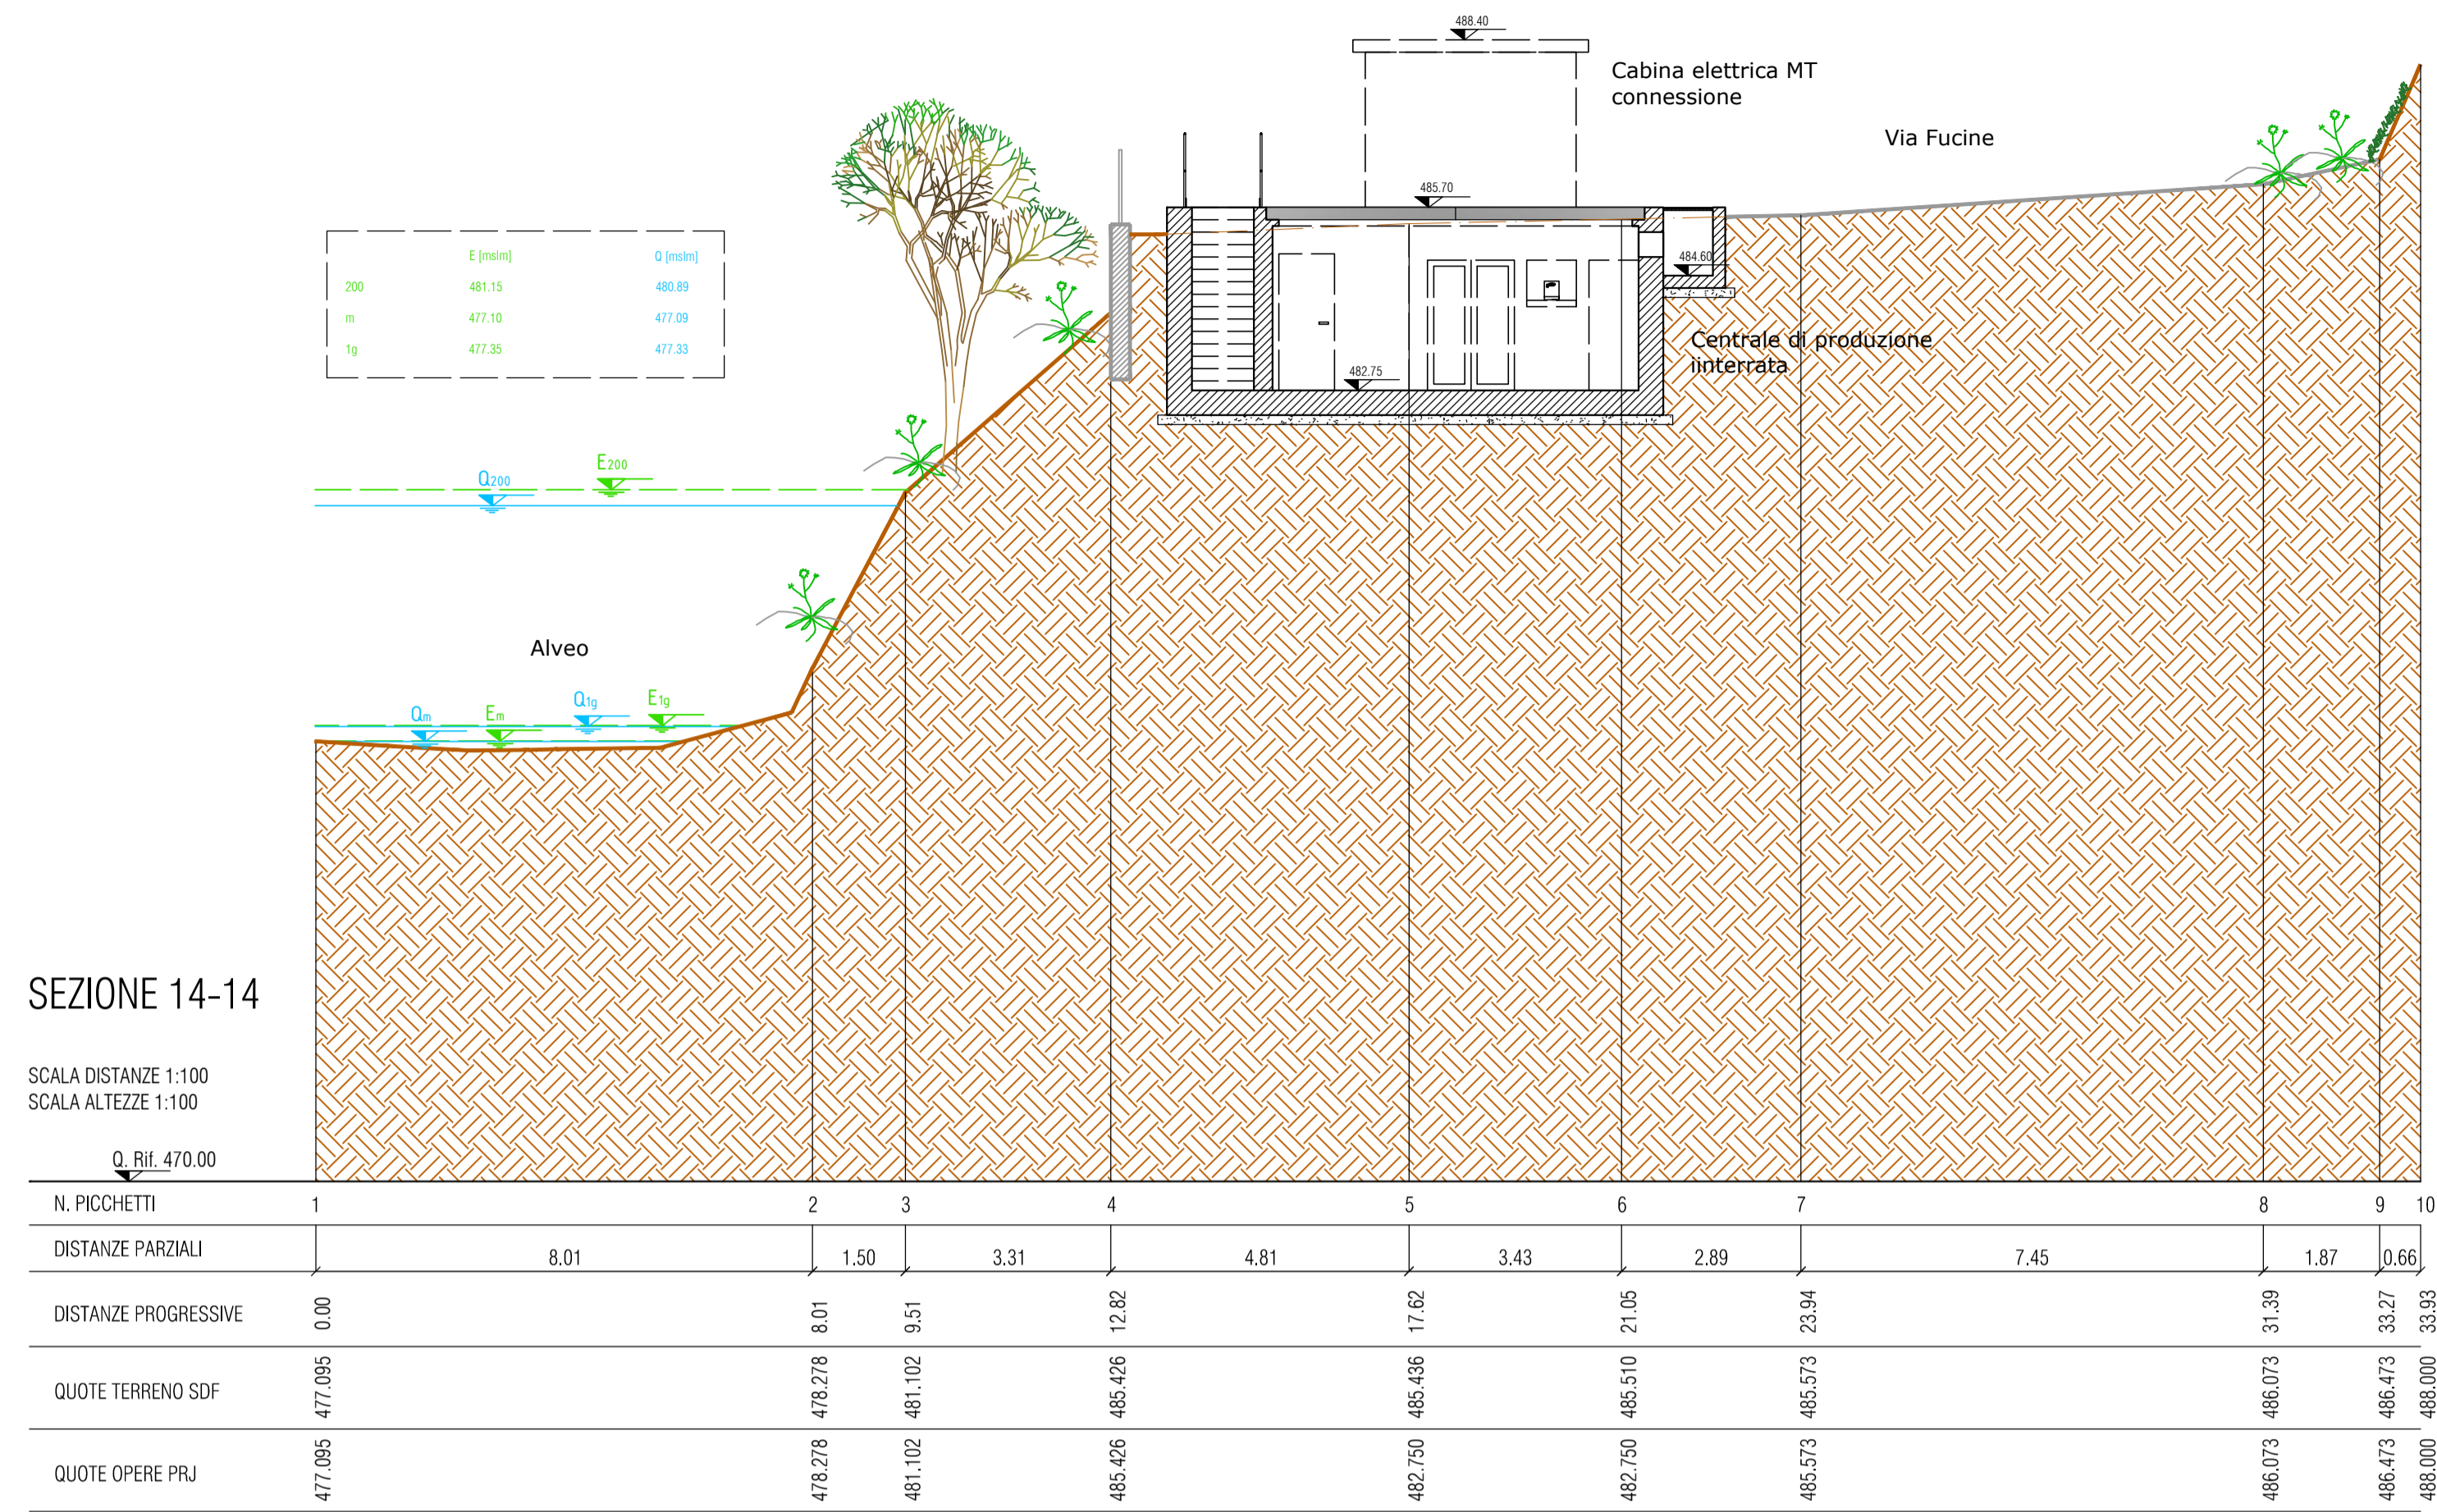 488.40
Cabina elettrica MT
connessione
Via Fucine
485.70
484.60
Centrale di produzione
iinterrata
482.75
E [mslm] Q [mslm]
200 481.15 480.89
m 477.10 477.09
1g 477.35 477.33
E200
Q200
Alveo
Qm Em Q1g E1g
SEZIONE 14-14
SCALA DISTANZE 1:100
SCALA ALTEZZE 1:100
Q. Rif. 470.00
N. PICCHETTI 1 2 3 4 5 6 7 8 9 10
DISTANZE PARZIALI 8.01 1.50 3.31 4.81 3.43 2.89 7.45 1.87 0.66
DISTANZE PROGRESSIVE 0.00 8.01 9.51 12.82 17.62 21.05 23.94 31.39 33.27 33.93
QUOTE TERRENO SDF 477.095 478.278 481.102 485.426 485.436 485.510 485.573 486.073 486.473 488.000
QUOTE OPERE PRJ 477.095 478.278 481.102 485.426 482.750 482.750 485.573 486.073 486.473 488.000